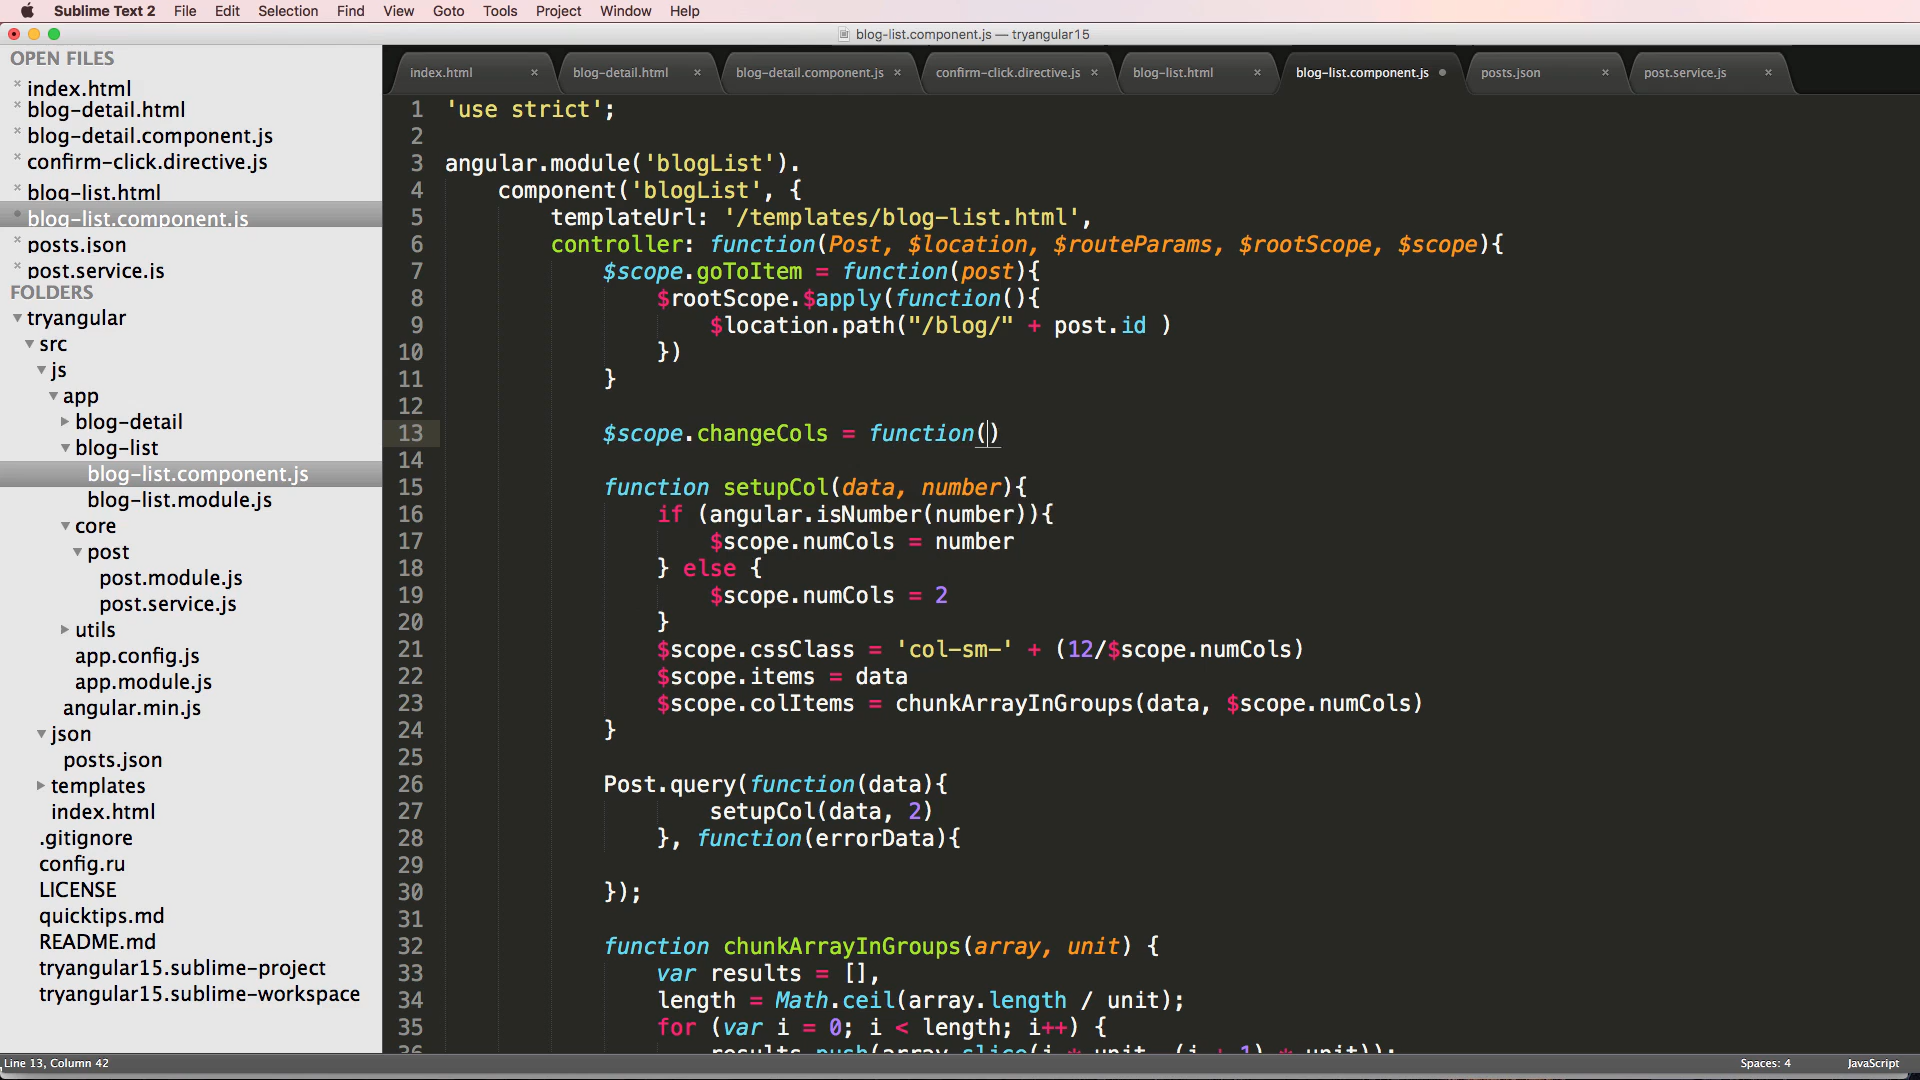 Sublime Text 2 File Edit Selection Find View Goto Tools Project Window Help
blog-list.component.js — tryangular15
OPEN FILES
index.html
blog-detail.html
blog-detail.component.js
confirm-click.directive.js
blog-list.html
blog-list.component.js
posts.json
post.service.js
FOLDERS
tryangular
src
js
app
blog-detail
blog-list
blog-list.component.js
blog-list.module.js
core
post
post.module.js
post.service.js
utils
app.config.js
app.module.js
angular.min.js
json
posts.json
templates
index.html
.gitignore
config.ru
LICENSE
quicktips.md
README.md
tryangular15.sublime-project
tryangular15.sublime-workspace
index.html × blog-detail.html × blog-detail.component.js × confirm-click.directive.js × blog-list.html × blog-list.component.js posts.json × post.service.js ×
1 'use strict';
2
3 angular.module('blogList').
4 component('blogList', {
5 templateUrl: '/templates/blog-list.html',
6 controller: function(Post, $location, $routeParams, $rootScope, $scope){
7 $scope.goToItem = function(post){
8 $rootScope.$apply(function(){
9 $location.path("/blog/" + post.id )
10 })
11 }
12
13 $scope.changeCols = function()
14
15 function setupCol(data, number){
16 if (angular.isNumber(number)){
17 $scope.numCols = number
18 } else {
19 $scope.numCols = 2
20 }
21 $scope.cssClass = 'col-sm-' + (12/$scope.numCols)
22 $scope.items = data
23 $scope.colItems = chunkArrayInGroups(data, $scope.numCols)
24 }
25
26 Post.query(function(data){
27 setupCol(data, 2)
28 }, function(errorData){
29
30 });
31
32 function chunkArrayInGroups(array, unit) {
33 var results = [],
34 length = Math.ceil(array.length / unit);
35 for (var i = 0; i < length; i++) {
36 results.push(array.slice(i * unit, (i + 1) * unit));
Line 13, Column 42
Spaces: 4 JavaScript